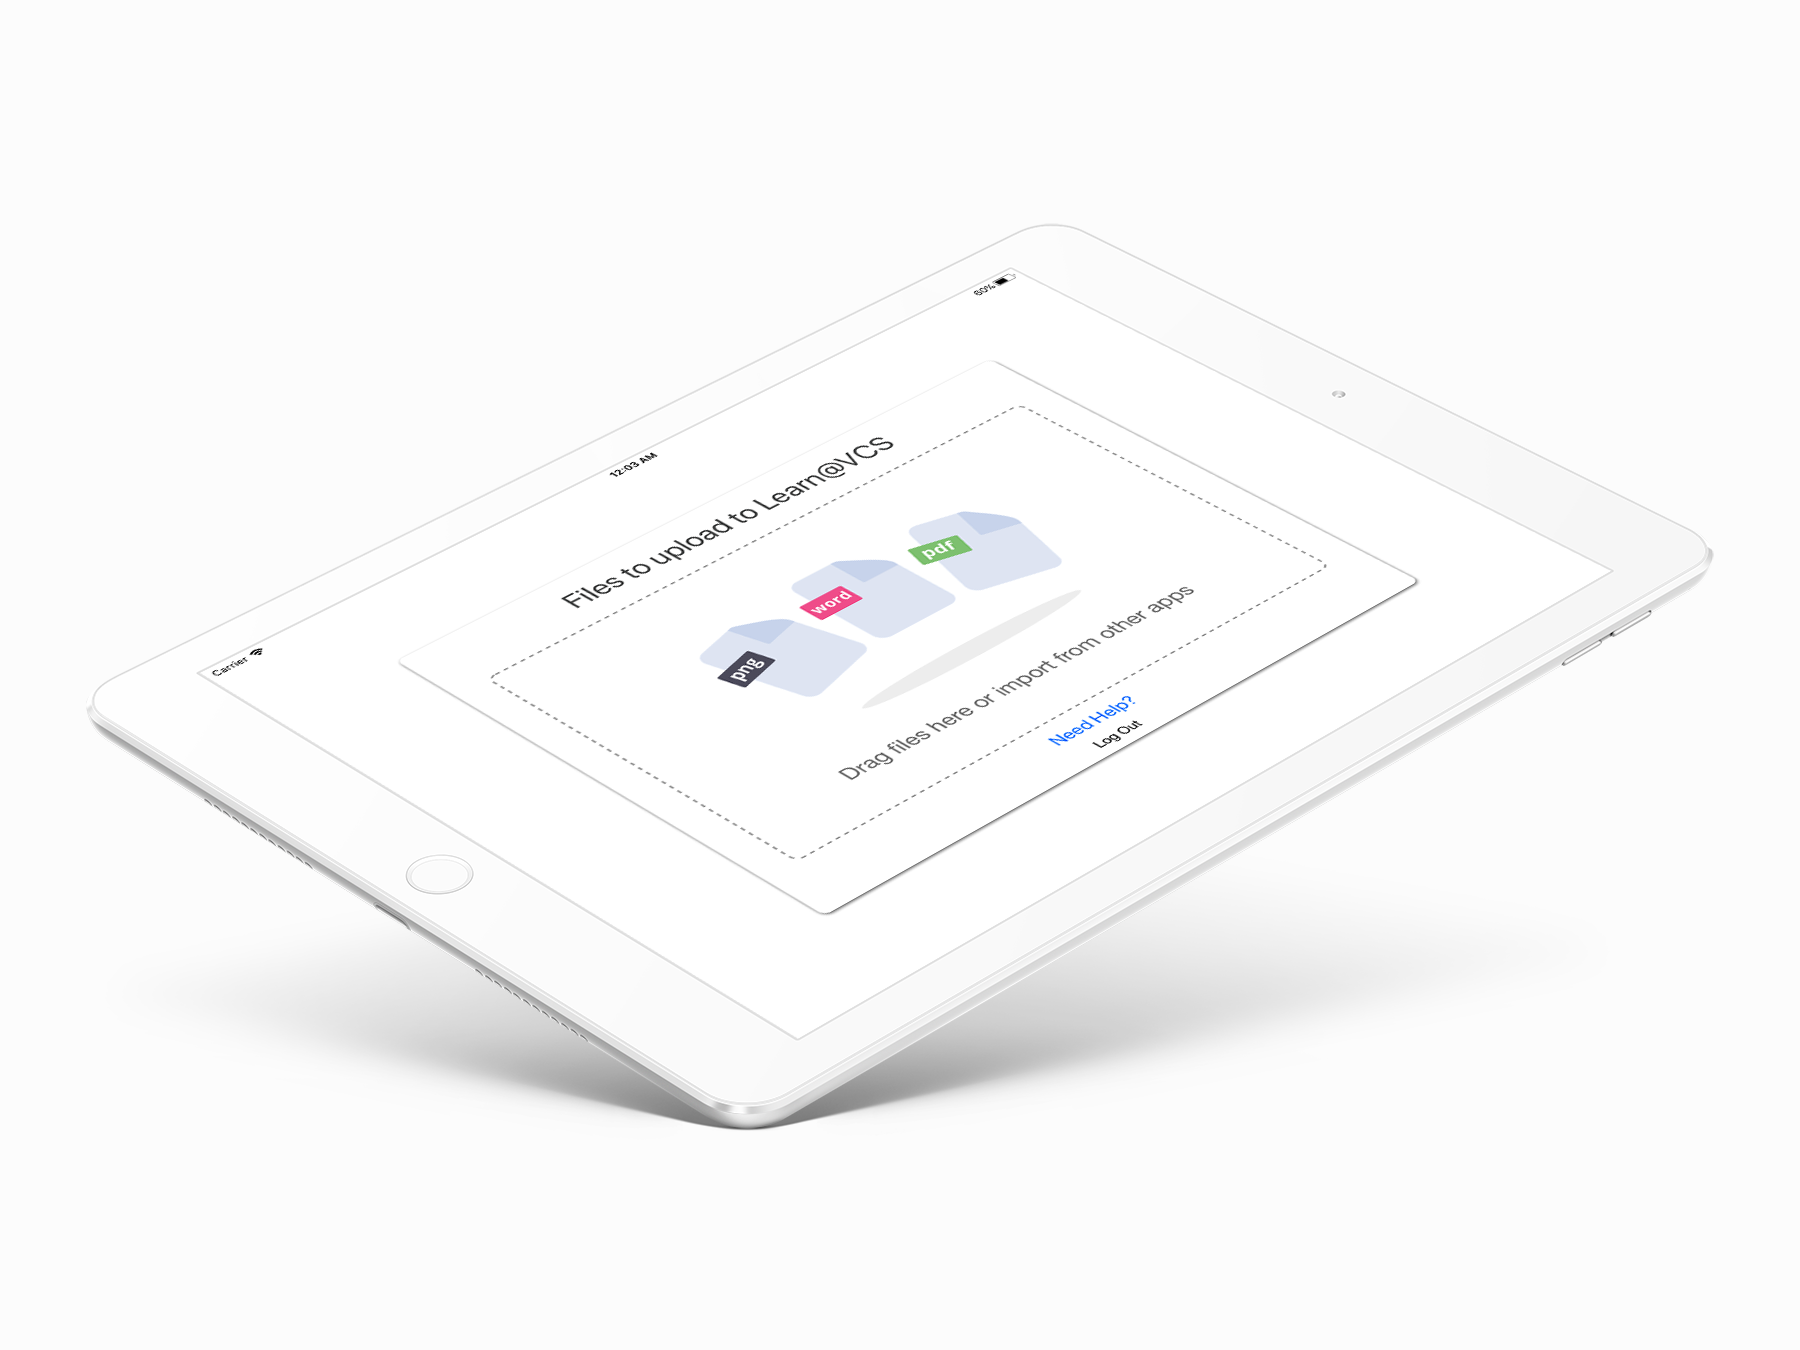 Carrier
12:03 AM
60%
Files to upload to Learn@VCS
png
word
pdf
Drag files here or import from other apps
Need Help?
Log Out